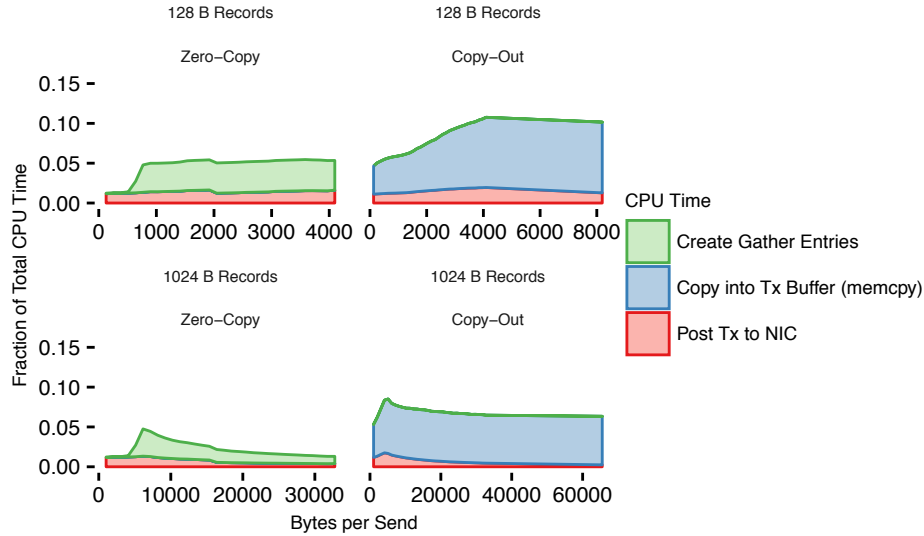 128 B Records
128 B Records
Zero−Copy
Copy−Out
0.15
0.10
0.05
0.00
0 1000 2000 3000 4000
0 2000 4000 6000 8000
1024 B Records
1024 B Records
Zero−Copy
Copy−Out
0.15
0.10
0.05
0.00
0 10000 20000 30000
0 20000 40000 60000
Bytes per Send
Fraction of Total CPU Time
CPU Time
Create Gather Entries
Copy into Tx Buffer (memcpy)
Post Tx to NIC